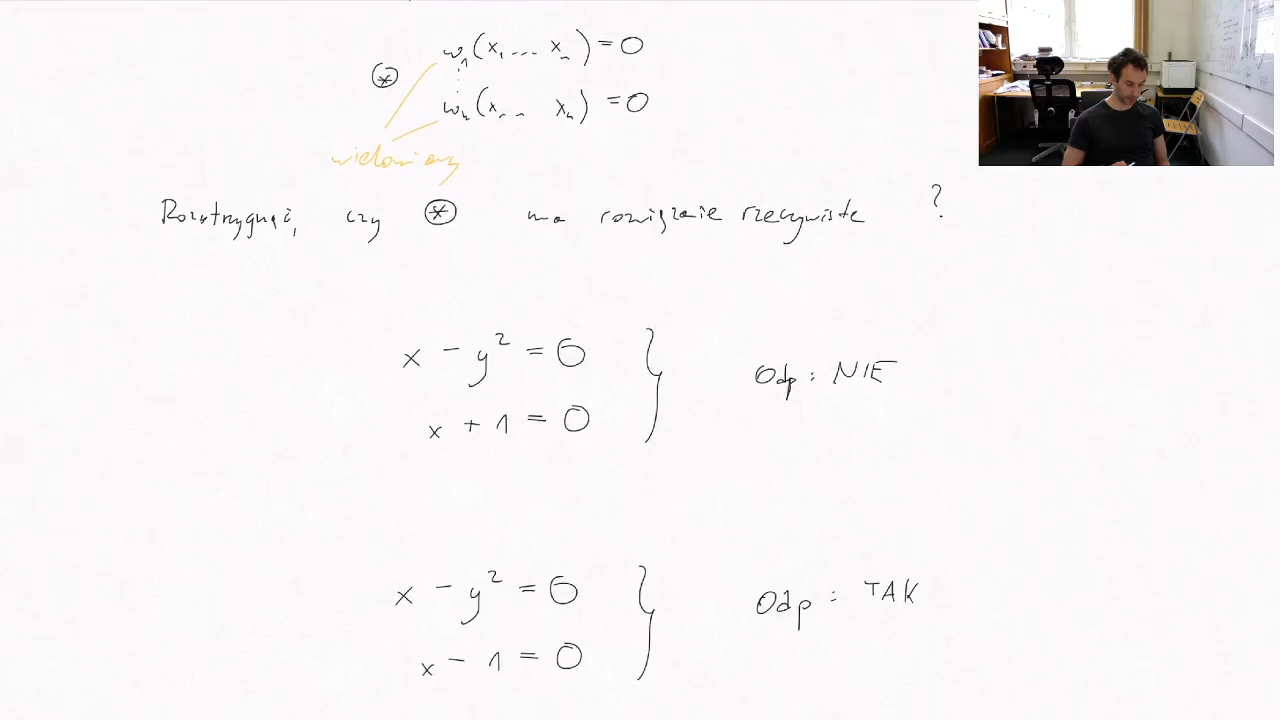 w₁(x₁ ... xₙ) = 0
⊛
wₖ(x₁ ... xₙ) = 0
wielomiany
Rozstrzygnąć, czy ⊛ ma rozwiązanie rzeczywiste ?
x - y² = 0
x + 1 = 0
Odp : NIE
x - y² = 0
x - 1 = 0
Odp : TAK